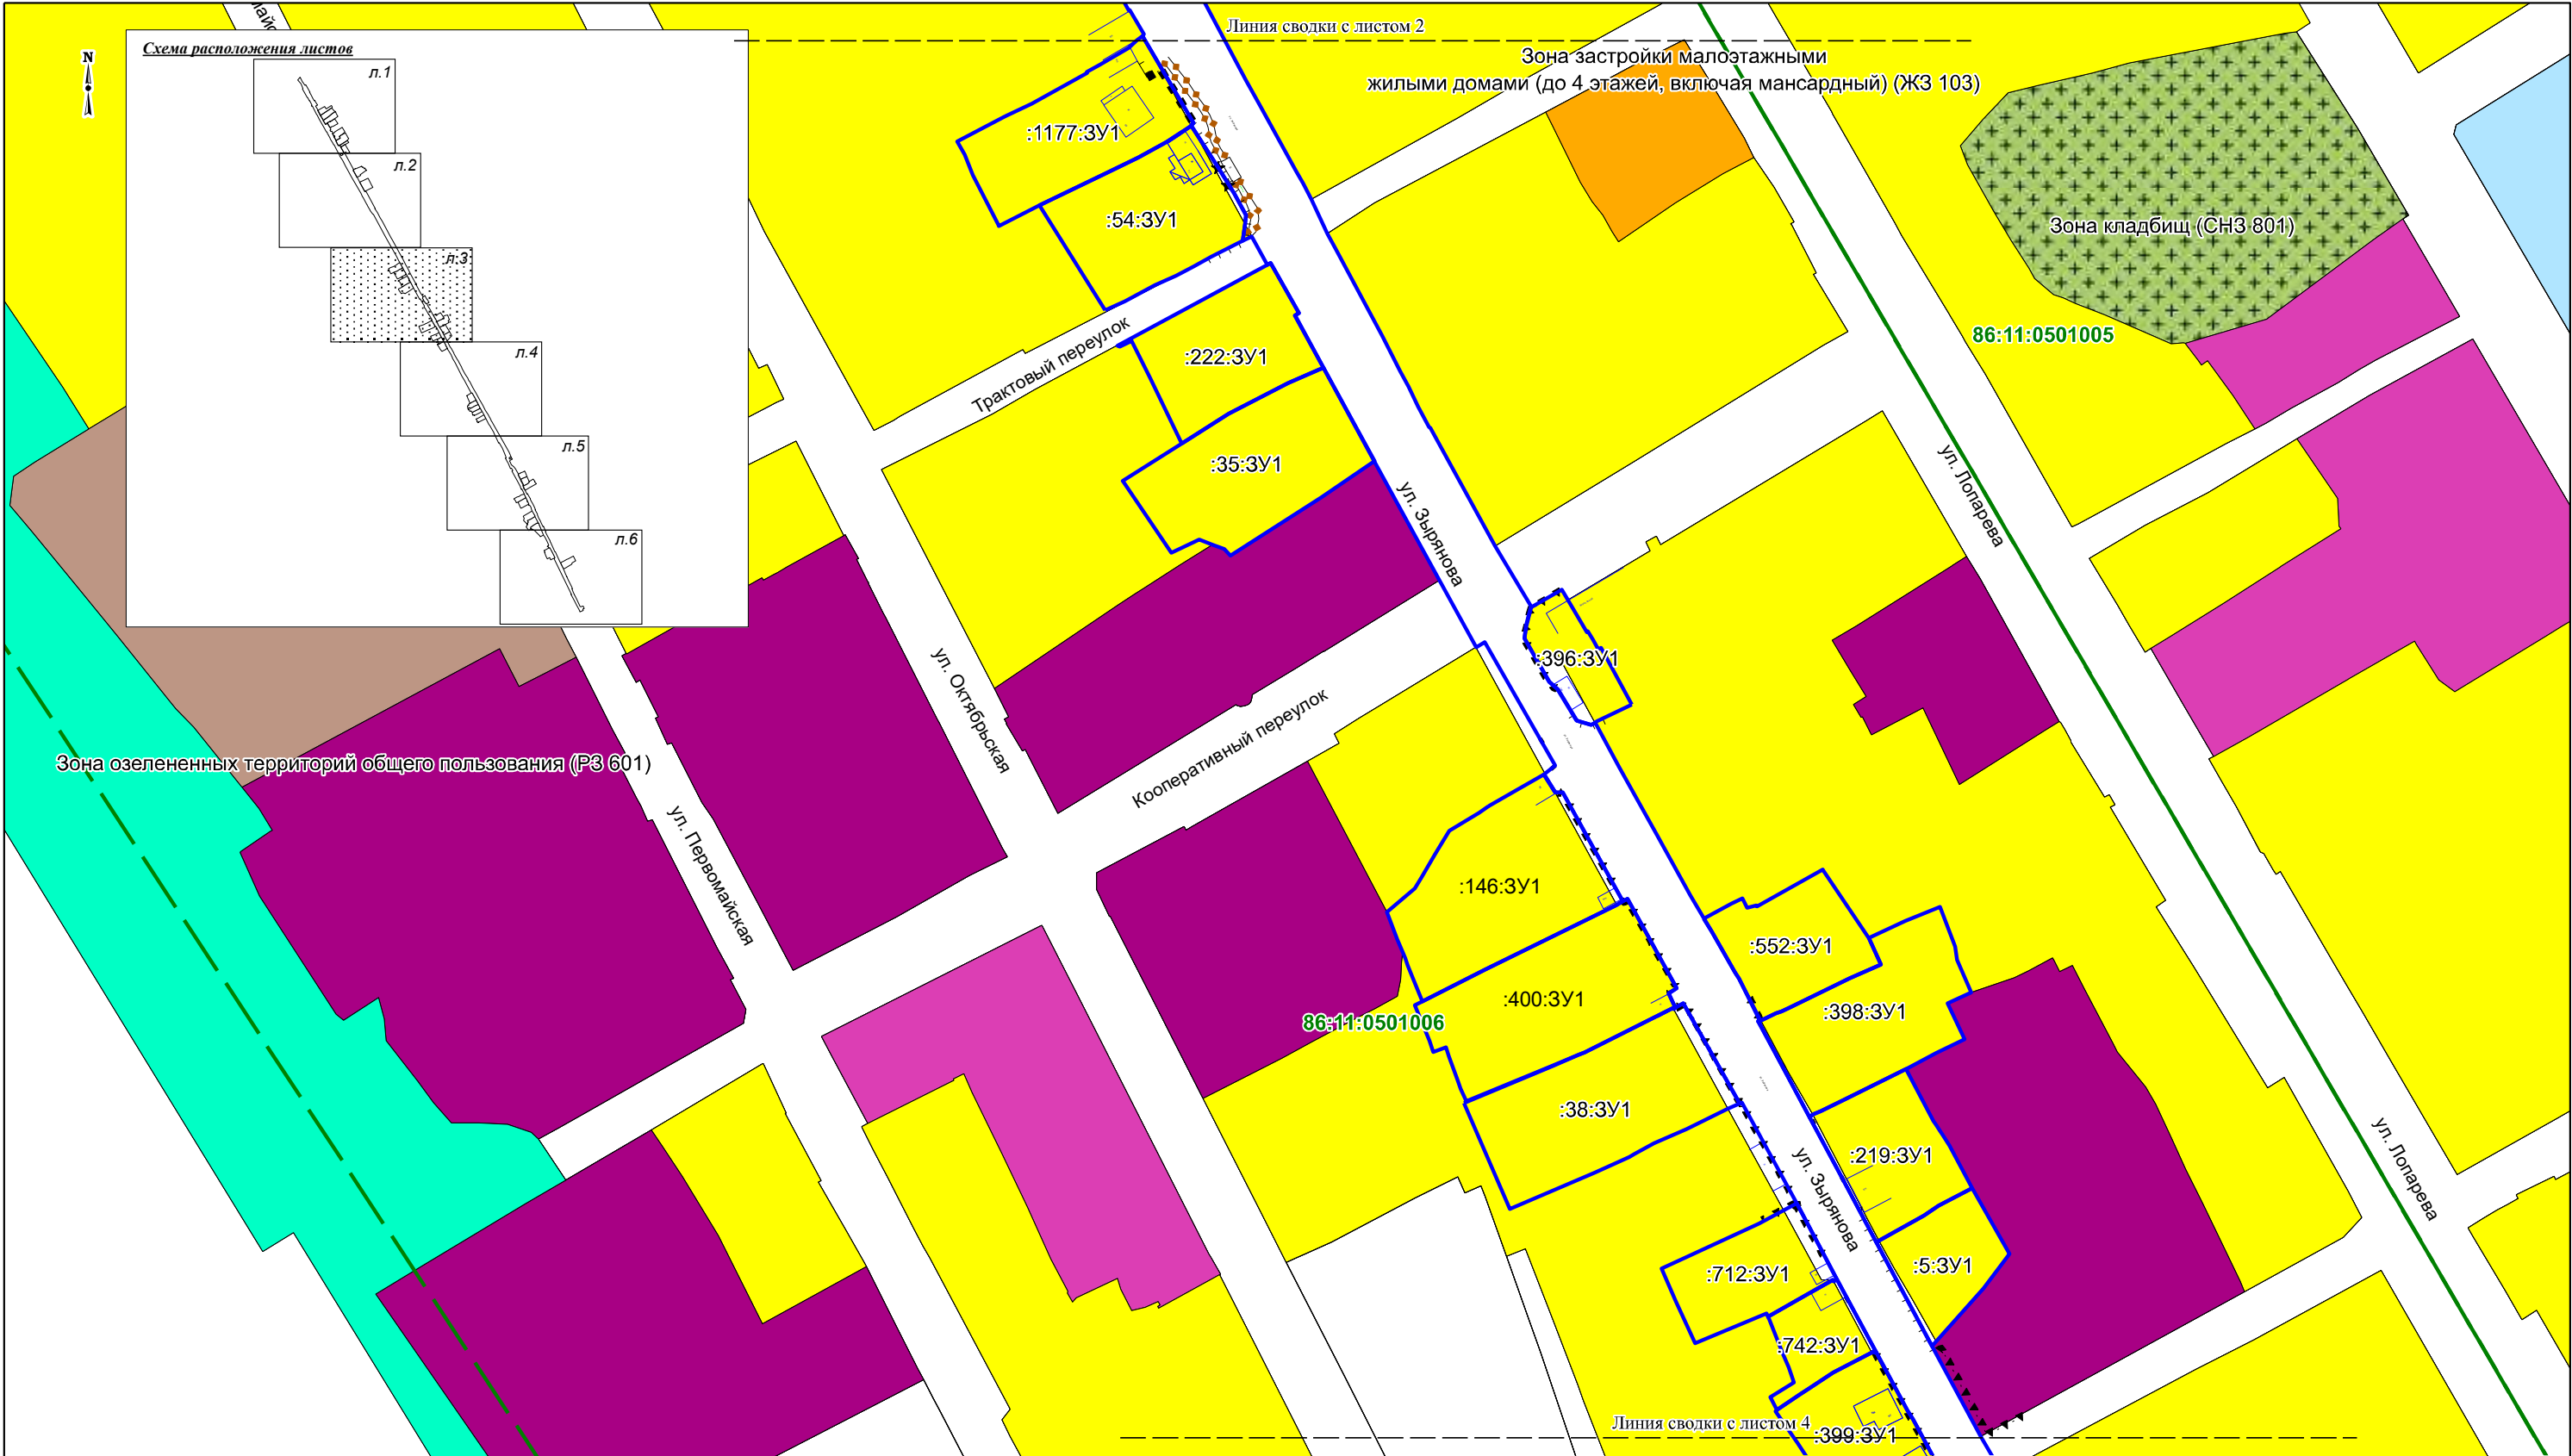 Линия сводки с листом 2
Схема расположения листов
N
л.1
л.2
л.3
л.4
л.5
л.6
Зона застройки малоэтажными
жилыми домами (до 4 этажей, включая мансардный) (ЖЗ 103)
:1177:ЗУ1
:54:ЗУ1
Зона кладбищ (СНЗ 801)
86:11:0501005
Трактовый переулок
:222:ЗУ1
:35:ЗУ1
ул. Зырянова
ул. Лопарева
:396:ЗУ1
ул. Октябрьская
Кооперативный переулок
Зона озелененных территорий общего пользования (РЗ 601)
ул. Первомайская
:146:ЗУ1
:552:ЗУ1
:400:ЗУ1
:398:ЗУ1
86:11:0501006
:38:ЗУ1
:219:ЗУ1
ул. Зырянова
ул. Лопарева
:5:ЗУ1
:712:ЗУ1
:742:ЗУ1
Линия сводки с листом 4
:399:ЗУ1